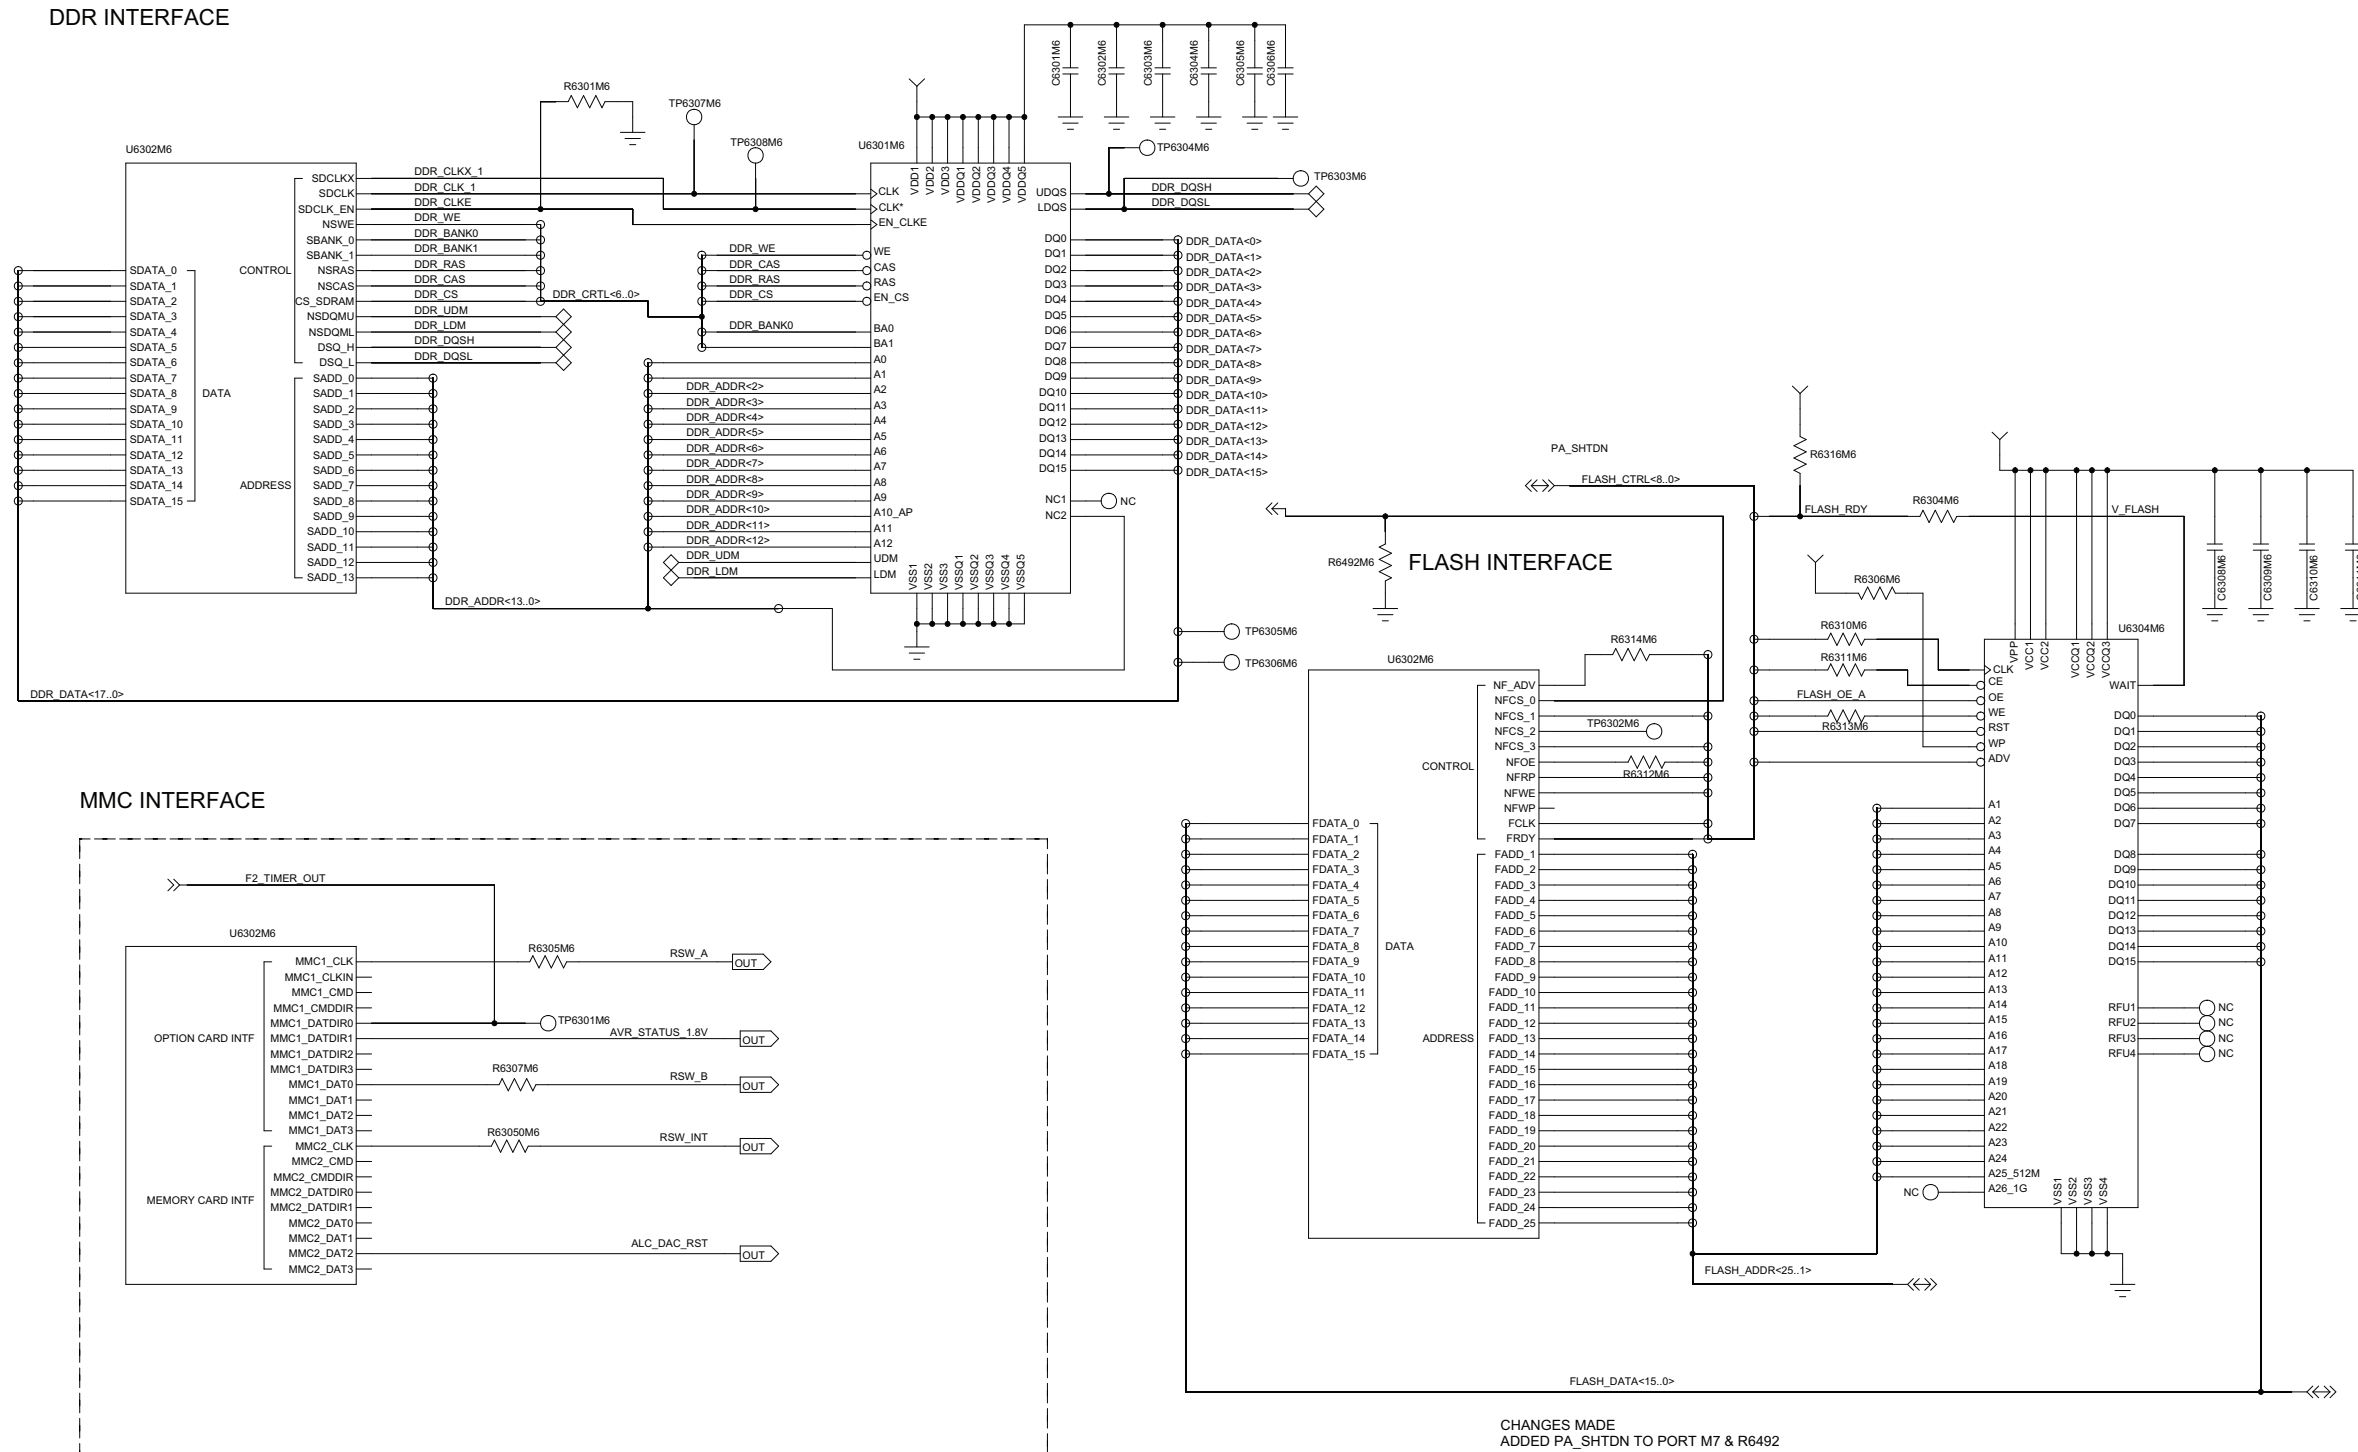 DDR INTERFACE
C6301M6
C6302M6
C6303M6
C6304M6
C6305M6
C6306M6
R6301M6
TP6307M6
TP6308M6
TP6304M6
TP6303M6
U6302M6
SDCLKX
SDCLK
SDCLK_EN
NSWE
SBANK_0
SBANK_1
NSRAS
NSCAS
CS_SDRAM
NSDQMU
NSDQML
DSQ_H
DSQ_L
CONTROL
SADD_0
SADD_1
SADD_2
SADD_3
SADD_4
SADD_5
SADD_6
SADD_7
SADD_8
SADD_9
SADD_10
SADD_11
SADD_12
SADD_13
ADDRESS
SDATA_0
SDATA_1
SDATA_2
SDATA_3
SDATA_4
SDATA_5
SDATA_6
SDATA_7
SDATA_8
SDATA_9
SDATA_10
SDATA_11
SDATA_12
SDATA_13
SDATA_14
SDATA_15
DATA
DDR_CLKX_1
DDR_CLK_1
DDR_CLKE
DDR_WE
DDR_BANK0
DDR_BANK1
DDR_RAS
DDR_CAS
DDR_CS
DDR_UDM
DDR_LDM
DDR_DQSH
DDR_DQSL
DDR_CRTL<6..0>
DDR_WE
DDR_CAS
DDR_RAS
DDR_CS
DDR_BANK0
DDR_ADDR<2>
DDR_ADDR<3>
DDR_ADDR<4>
DDR_ADDR<5>
DDR_ADDR<6>
DDR_ADDR<7>
DDR_ADDR<8>
DDR_ADDR<9>
DDR_ADDR<10>
DDR_ADDR<11>
DDR_ADDR<12>
DDR_UDM
DDR_LDM
DDR_ADDR<13..0>
DDR_DATA<17..0>
U6301M6
VDD1
VDD2
VDD3
VDDQ1
VDDQ2
VDDQ3
VDDQ4
VDDQ5
CLK
CLK*
EN_CLKE
WE
CAS
RAS
EN_CS
BA0
BA1
A0
A1
A2
A3
A4
A5
A6
A7
A8
A9
A10_AP
A11
A12
UDM
LDM
VSS1
VSS2
VSS3
VSSQ1
VSSQ2
VSSQ3
VSSQ4
VSSQ5
UDQS
LDQS
DQ0
DQ1
DQ2
DQ3
DQ4
DQ5
DQ6
DQ7
DQ8
DQ9
DQ10
DQ11
DQ12
DQ13
DQ14
DQ15
NC1
NC2
NC
DDR_DQSH
DDR_DQSL
DDR_DATA<0>
DDR_DATA<1>
DDR_DATA<2>
DDR_DATA<3>
DDR_DATA<4>
DDR_DATA<5>
DDR_DATA<6>
DDR_DATA<7>
DDR_DATA<8>
DDR_DATA<9>
DDR_DATA<10>
DDR_DATA<11>
DDR_DATA<12>
DDR_DATA<13>
DDR_DATA<14>
DDR_DATA<15>
TP6305M6
TP6306M6
FLASH INTERFACE
PA_SHTDN
FLASH_CTRL<8..0>
R6492M6
R6316M6
FLASH_RDY
R6304M6
V_FLASH
R6306M6
R6310M6
R6311M6
FLASH_OE_A
R6313M6
C6308M6
C6309M6
C6310M6
R6314M6
TP6302M6
R6312M6
U6302M6
NF_ADV
NFCS_0
NFCS_1
NFCS_2
NFCS_3
NFOE
NFRP
NFWE
NFWP
FCLK
FRDY
CONTROL
FADD_1
FADD_2
FADD_3
FADD_4
FADD_5
FADD_6
FADD_7
FADD_8
FADD_9
FADD_10
FADD_11
FADD_12
FADD_13
FADD_14
FADD_15
FADD_16
FADD_17
FADD_18
FADD_19
FADD_20
FADD_21
FADD_22
FADD_23
FADD_24
FADD_25
ADDRESS
FDATA_0
FDATA_1
FDATA_2
FDATA_3
FDATA_4
FDATA_5
FDATA_6
FDATA_7
FDATA_8
FDATA_9
FDATA_10
FDATA_11
FDATA_12
FDATA_13
FDATA_14
FDATA_15
DATA
U6304M6
VPP
VCC1
VCC2
VCCQ1
VCCQ2
VCCQ3
CLK
CE
OE
WE
RST
WP
ADV
A1
A2
A3
A4
A5
A6
A7
A8
A9
A10
A11
A12
A13
A14
A15
A16
A17
A18
A19
A20
A21
A22
A23
A24
A25_512M
A26_1G
NC
VSS1
VSS2
VSS3
VSS4
WAIT
DQ0
DQ1
DQ2
DQ3
DQ4
DQ5
DQ6
DQ7
DQ8
DQ9
DQ10
DQ11
DQ12
DQ13
DQ14
DQ15
RFU1
RFU2
RFU3
RFU4
NC
NC
NC
NC
FLASH_ADDR<25..1>
FLASH_DATA<15..0>
MMC INTERFACE
F2_TIMER_OUT
U6302M6
MMC1_CLK
MMC1_CLKIN
MMC1_CMD
MMC1_CMDDIR
MMC1_DATDIR0
MMC1_DATDIR1
MMC1_DATDIR2
MMC1_DATDIR3
MMC1_DAT0
MMC1_DAT1
MMC1_DAT2
MMC1_DAT3
OPTION CARD INTF
MMC2_CLK
MMC2_CMD
MMC2_CMDDIR
MMC2_DATDIR0
MMC2_DATDIR1
MMC2_DAT0
MMC2_DAT1
MMC2_DAT2
MMC2_DAT3
MEMORY CARD INTF
R6305M6
RSW_A
OUT
TP6301M6
AVR_STATUS_1.8V
OUT
R6307M6
RSW_B
OUT
R63050M6
RSW_INT
OUT
ALC_DAC_RST
OUT
CHANGES MADE
ADDED PA_SHTDN TO PORT M7 & R6492